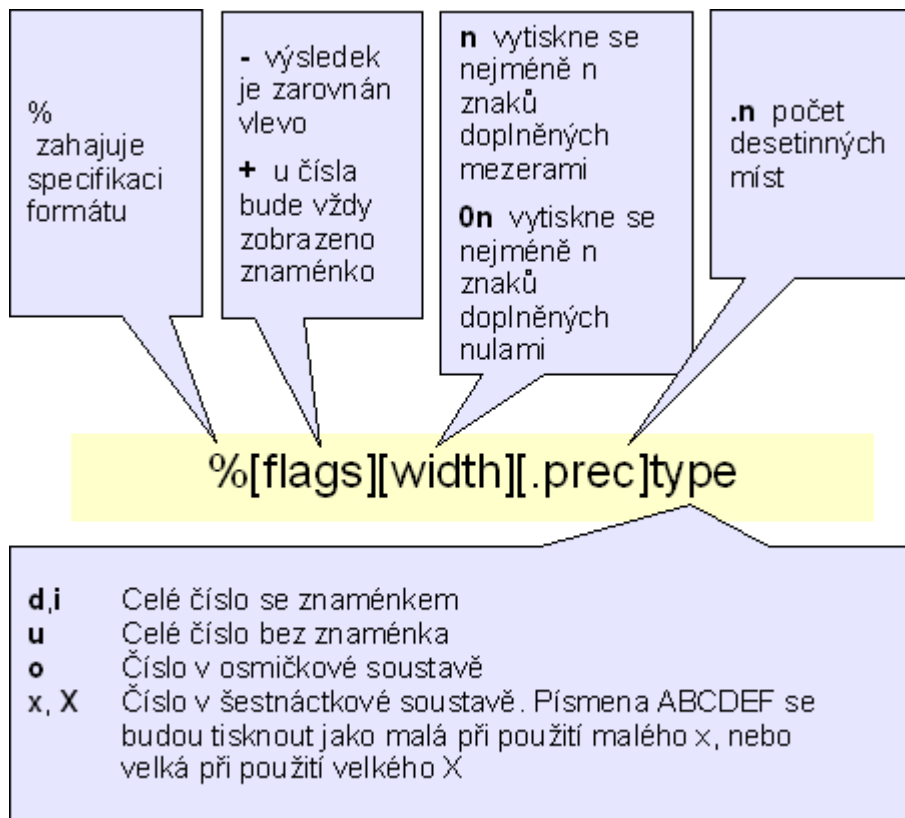 %
zahajuje
specifikaci
formátu
- výsledek
je zarovnán
vlevo
+ u čísla
bude vždy
zobrazeno
znaménko
n vytiskne se
nejméně n
znaků
doplněných
mezerami
0n vytiskne se
nejméně n
znaků
doplněných
nulami
.n počet
desetinných
míst
%[flags][width][.prec]type
d,i Celé číslo se znaménkem
u Celé číslo bez znaménka
o Číslo v osmičkové soustavě
x, X Číslo v šestnáctkové soustavě. Písmena ABCDEF se
budou tisknout jako malá při použití malého x, nebo
velká při použití velkého X